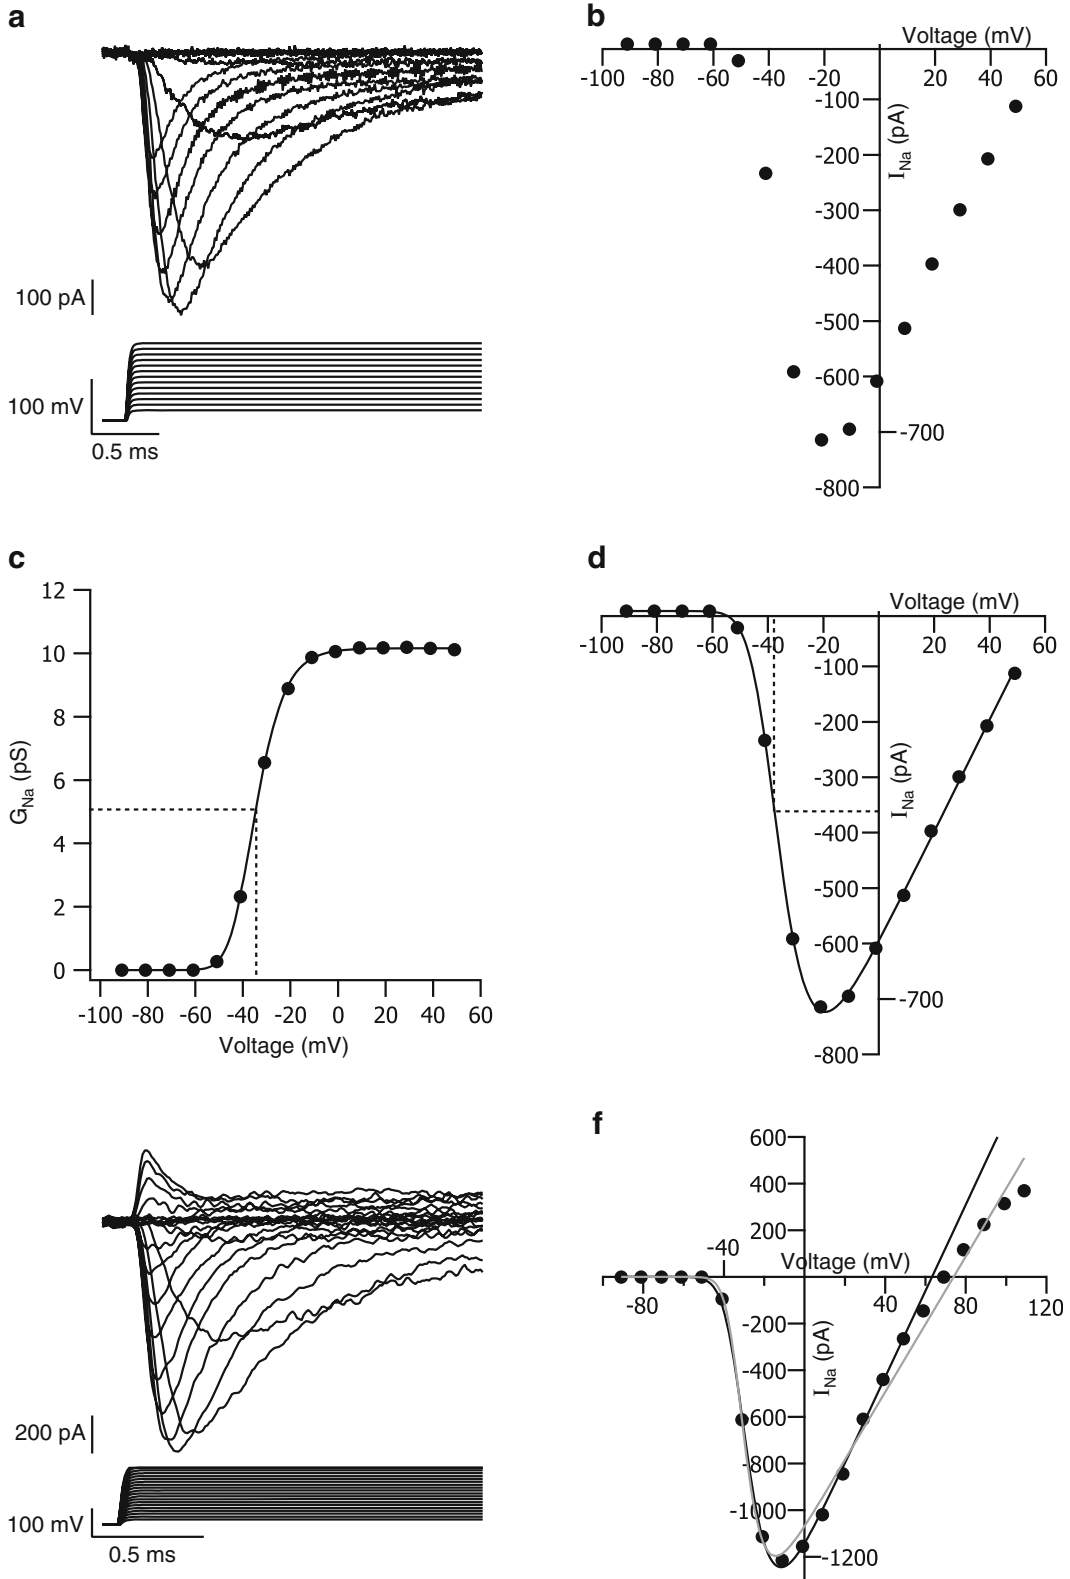 a
100 pA
100 mV
0.5 ms
b
Voltage (mV)
-100 -80 -60 -40 -20 20 40 60
-100
-200
-300
-400
-500
-600
-700
-800
I_Na (pA)
c
12
10
8
6
4
2
0
G_Na (pS)
-100 -80 -60 -40 -20 0 20 40 60
Voltage (mV)
d
Voltage (mV)
-100 -80 -60 -40 -20 20 40 60
-100
-200
-300
-400
-500
-600
-700
-800
I_Na (pA)
200 pA
100 mV
0.5 ms
f
600
400
200
-40
Voltage (mV)
-80 40 80 120
-200
-400
-600
-800
-1000
-1200
I_Na (pA)